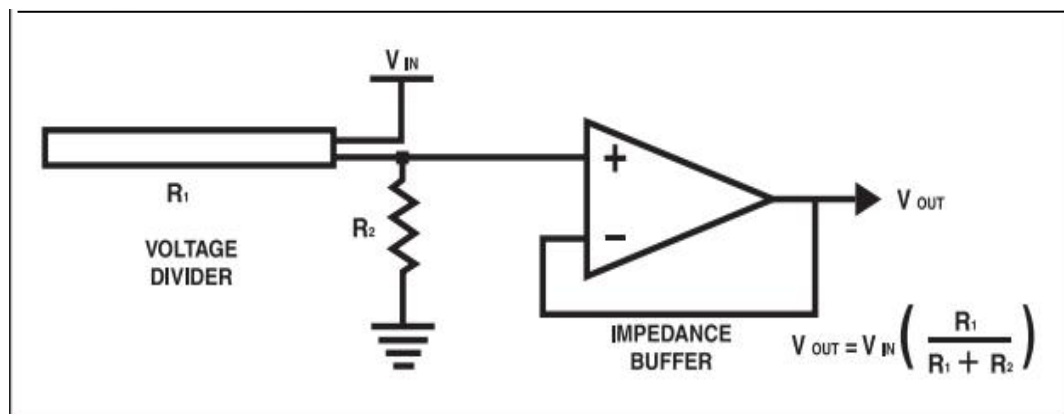 V IN
R1
VOLTAGE
DIVIDER
R2
+
−
V OUT
IMPEDANCE
BUFFER
V OUT = V IN ( R1 / R1 + R2 )